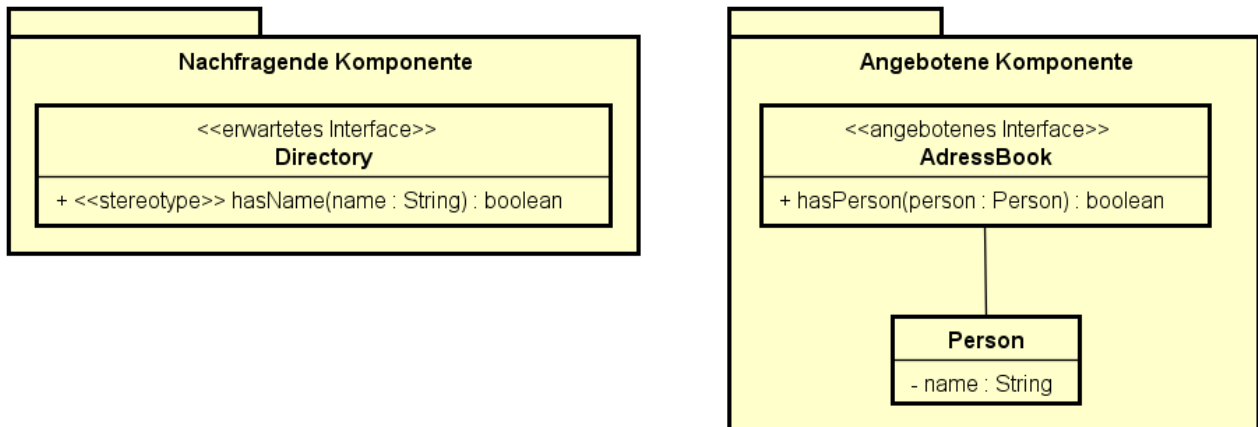 Nachfragende Komponente
<<erwartetes Interface>>
Directory
+ <<stereotype>> hasName(name : String) : boolean
Angebotene Komponente
<<angebotenes Interface>>
AdressBook
+ hasPerson(person : Person) : boolean
Person
- name : String